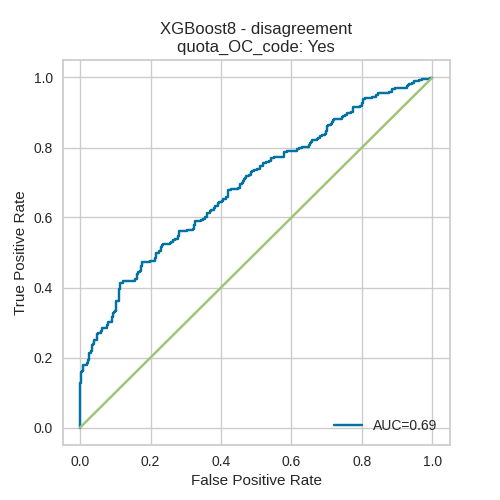 XGBoost8 - disagreement
quota_OC_code: Yes
True Positive Rate
1.0
0.8
0.6
0.4
0.2
0.0
AUC=0.69
0.0 0.2 0.4 0.6 0.8 1.0
False Positive Rate